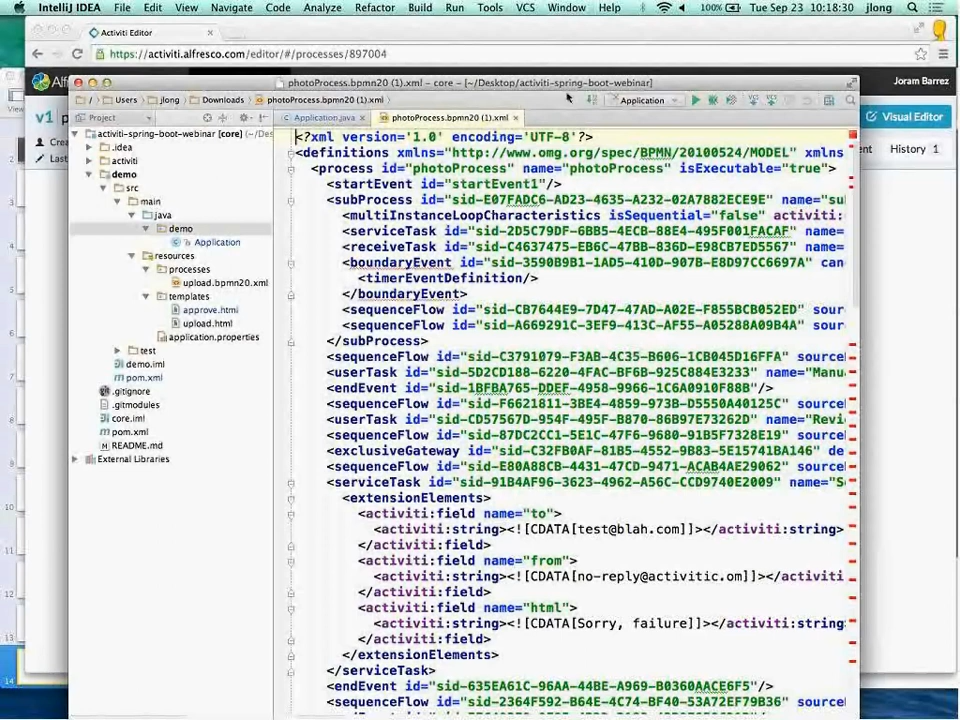 IntelliJ IDEA File Edit View Navigate Code Analyze Refactor Build Run Tools VCS Window Help 100% Tue Sep 23 10:18:30 jlong
Activiti Editor
https://activiti.alfresco.com/editor/#/processes/897004
Joram Barrez
photoProcess.bpmn20 (1).xml – core – [~/Desktop/activiti-spring-boot-webinar]
/ Users jlong Downloads photoProcess.bpmn20 (1).xml Application
v1
Visual Editor
History 1
Project
Application.java
photoProcess.bpmn20 (1).xml
activiti-spring-boot-webinar [core] (~/Des
.idea
activiti
demo
src
main
java
demo
Application
resources
processes
upload.bpmn20.xml
templates
approve.html
upload.html
application.properties
test
demo.iml
pom.xml
.gitignore
.gitmodules
core.iml
pom.xml
README.md
External Libraries
<?xml version='1.0' encoding='UTF-8'?>
<definitions xmlns="http://www.omg.org/spec/BPMN/20100524/MODEL" xmlns
<process id="photoProcess" name="photoProcess" isExecutable="true">
<startEvent id="startEvent1"/>
<subProcess id="sid-E07FADC6-AD23-4635-A232-02A7882ECE9E" name="su
<multiInstanceLoopCharacteristics isSequential="false" activiti:
<serviceTask id="sid-2D5C79DF-6BB5-4ECB-88E4-495F001FACAF" name=
<receiveTask id="sid-C4637475-EB6C-47BB-836D-E98CB7ED5567" name=
<boundaryEvent id="sid-3590B9B1-1AD5-410D-907B-E8D97CC6697A" can
<timerEventDefinition/>
</boundaryEvent>
<sequenceFlow id="sid-CB7644E9-7D47-47AD-A02E-F855BCB052ED" sour
<sequenceFlow id="sid-A669291C-3EF9-413C-AF55-A05288A09B4A" sour
</subProcess>
<sequenceFlow id="sid-C3791079-F3AB-4C35-B606-1CB045D16FFA" source
<userTask id="sid-5D2CD188-6220-4FAC-BF6B-925C884E3233" name="Manu
<endEvent id="sid-1BFBA765-DDEF-4958-9966-1C6A0910F88B"/>
<sequenceFlow id="sid-F6621811-3BE4-4859-973B-D5550A40125C" source
<userTask id="sid-CD57567D-954F-495F-B870-86B97E73262D" name="Revi
<sequenceFlow id="sid-87DC2CC1-5E1C-47F6-9680-91B5F7328E19" source
<exclusiveGateway id="sid-C32FB0AF-81B5-4552-9B83-5E15741BA146" de
<sequenceFlow id="sid-E80A88CB-4431-47CD-9471-ACAB4AE29062" source
<serviceTask id="sid-91B4AF96-3623-4962-A56C-CCD9740E2009" name="S
<extensionElements>
<activiti:field name="to">
<activiti:string><![CDATA[test@blah.com]]></activiti:string>
</activiti:field>
<activiti:field name="from">
<activiti:string><![CDATA[no-reply@activitic.om]]></activiti
</activiti:field>
<activiti:field name="html">
<activiti:string><![CDATA[Sorry, failure]]></activiti:string
</activiti:field>
</extensionElements>
</serviceTask>
<endEvent id="sid-635EA61C-96AA-44BE-A969-B0360AACE6F5"/>
<sequenceFlow id="sid-2364F592-B64E-4C74-BF40-53A72EF79B36" source